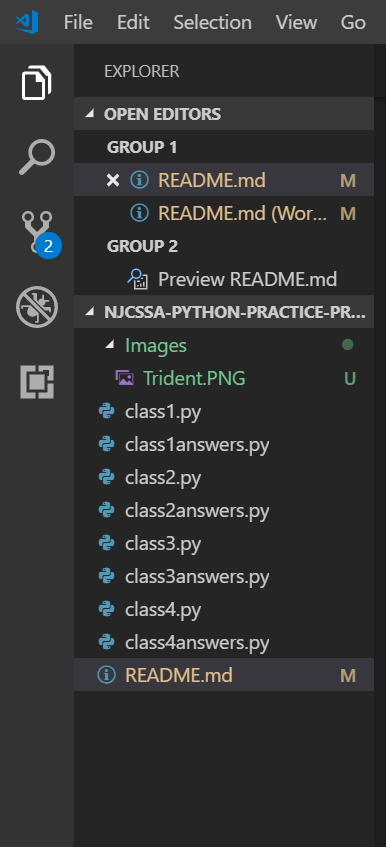 File Edit Selection View Go
EXPLORER
OPEN EDITORS
GROUP 1
README.md M
README.md (Wor... M
GROUP 2
Preview README.md
NJCSSA-PYTHON-PRACTICE-PR...
Images
Trident.PNG U
class1.py
class1answers.py
2
class2.py
class2answers.py
class3.py
class3answers.py
class4.py
class4answers.py
README.md M